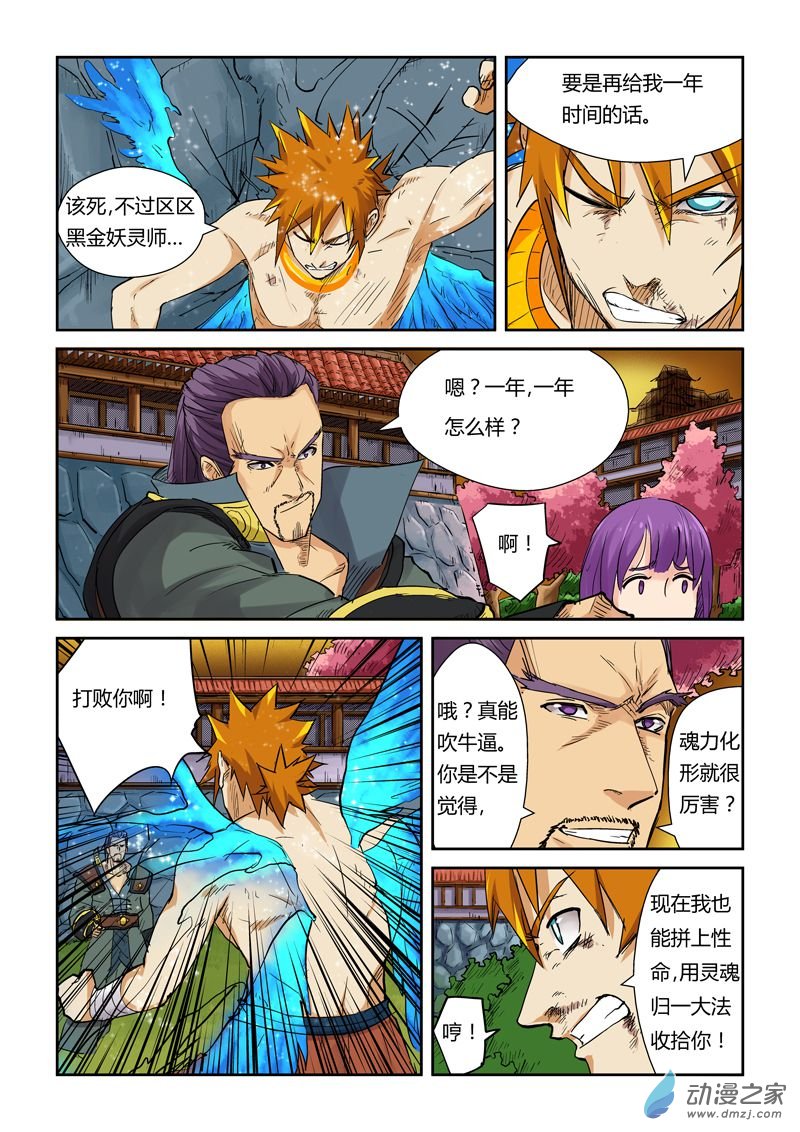 该死,不过区区
黑金妖灵师...
要是再给我一年
时间的话。
嗯？一年,一年
怎么样？
啊！
打败你啊！
哦？真能
吹牛逼。
你是不是
觉得,
魂力化
形就很
厉害？
哼！
现在我也
能拼上性
命,用灵魂
归一大法
收拾你！
动漫之家
www.dmzj.com